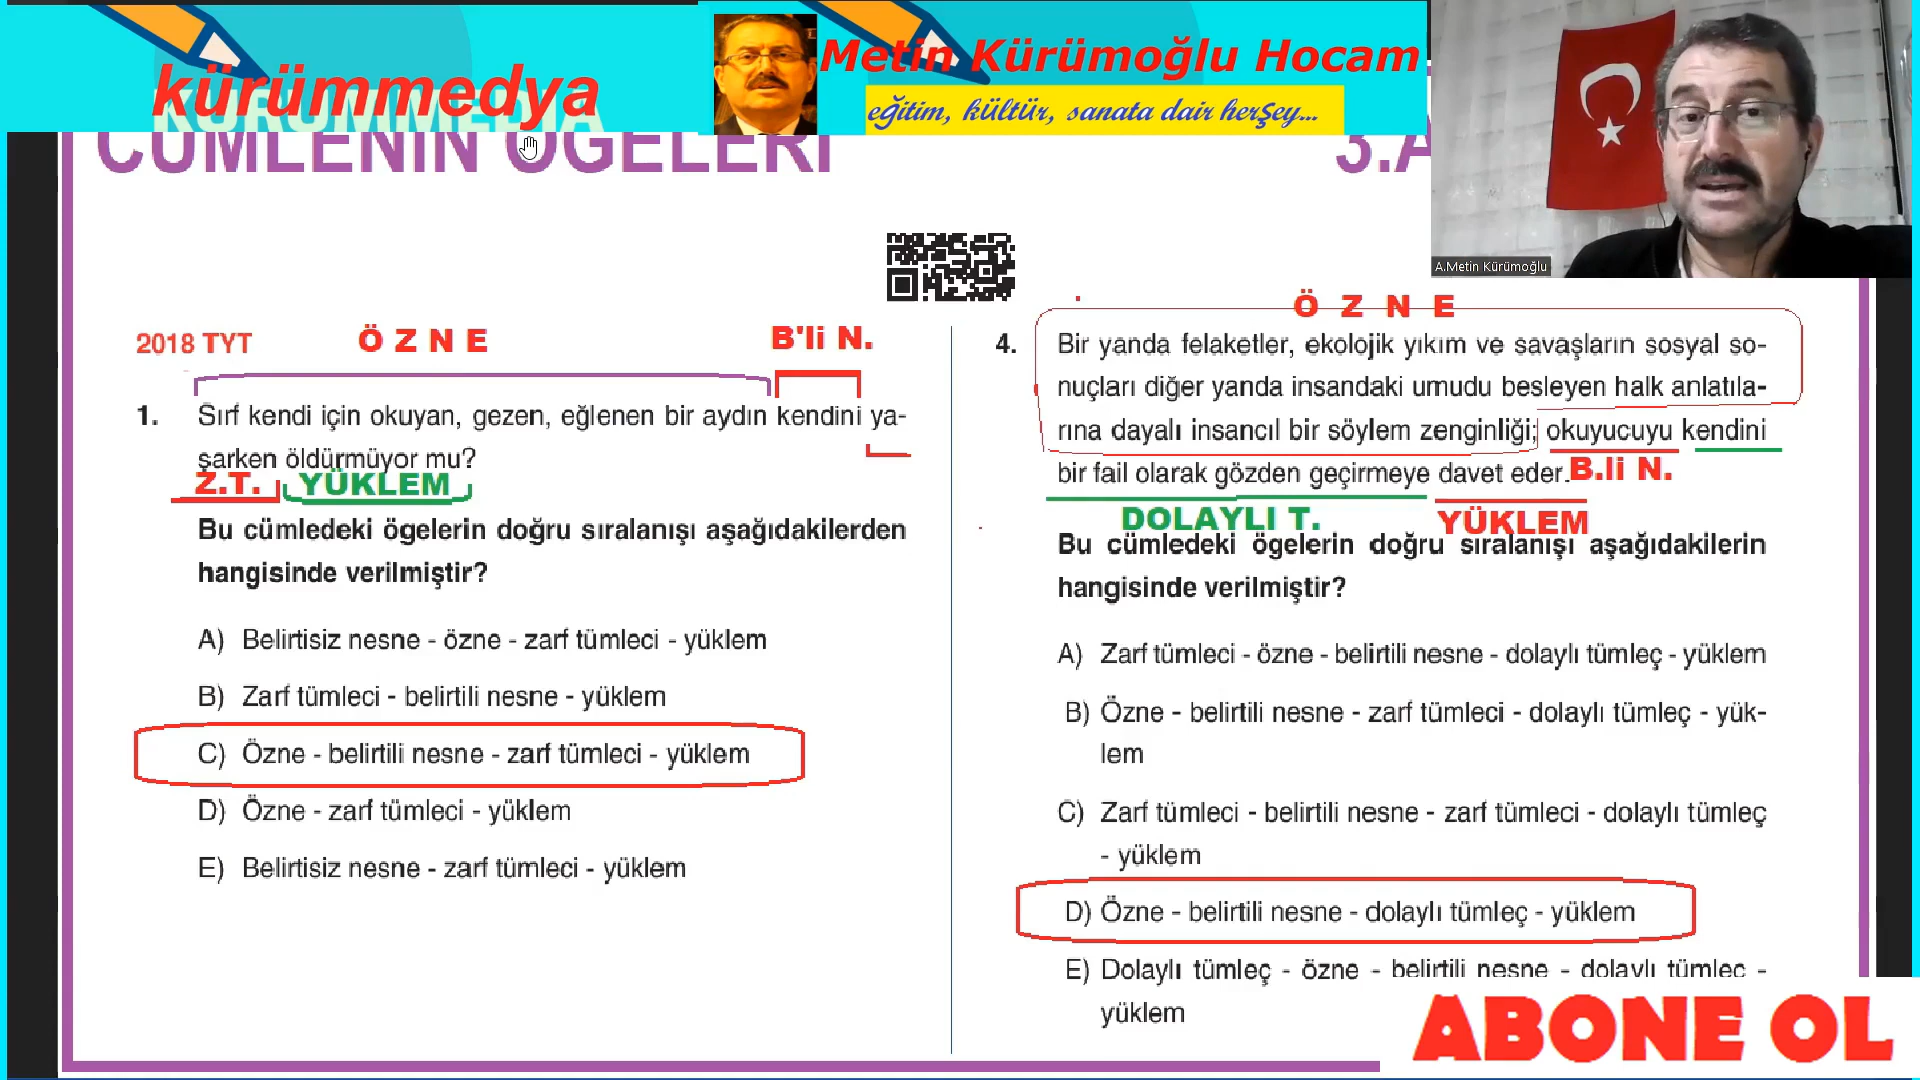 kürümmedya
KÜRÜMMEDYA
Metin Kürümoğlu Hocam
eğitim, kültür, sanata dair herşey...
A.Metin Kürümoğlu
CÜMLENİN ÖGELERİ
3.A
2018 TYT
ÖZNE
B'li N.
1. Sırf kendi için okuyan, gezen, eğlenen bir aydın kendini ya-
şarken öldürmüyor mu?
Z.T.
YÜKLEM
Bu cümledeki ögelerin doğru sıralanışı aşağıdakilerden
hangisinde verilmiştir?
A) Belirtisiz nesne - özne - zarf tümleci - yüklem
B) Zarf tümleci - belirtili nesne - yüklem
C) Özne - belirtili nesne - zarf tümleci - yüklem
D) Özne - zarf tümleci - yüklem
E) Belirtisiz nesne - zarf tümleci - yüklem
ÖZNE
4. Bir yanda felaketler, ekolojik yıkım ve savaşların sosyal so-
nuçları diğer yanda insandaki umudu besleyen halk anlatıla-
rına dayalı insancıl bir söylem zenginliği; okuyucuyu kendini
bir fail olarak gözden geçirmeye davet eder.
B.li N.
DOLAYLI T.
YÜKLEM
Bu cümledeki ögelerin doğru sıralanışı aşağıdakilerin
hangisinde verilmiştir?
A) Zarf tümleci - özne - belirtili nesne - dolaylı tümleç - yüklem
B) Özne - belirtili nesne - zarf tümleci - dolaylı tümleç - yük-
lem
C) Zarf tümleci - belirtili nesne - zarf tümleci - dolaylı tümleç
- yüklem
D) Özne - belirtili nesne - dolaylı tümleç - yüklem
E) Dolaylı tümleç - özne - belirtili nesne - dolaylı tümleç -
yüklem
ABONE OL